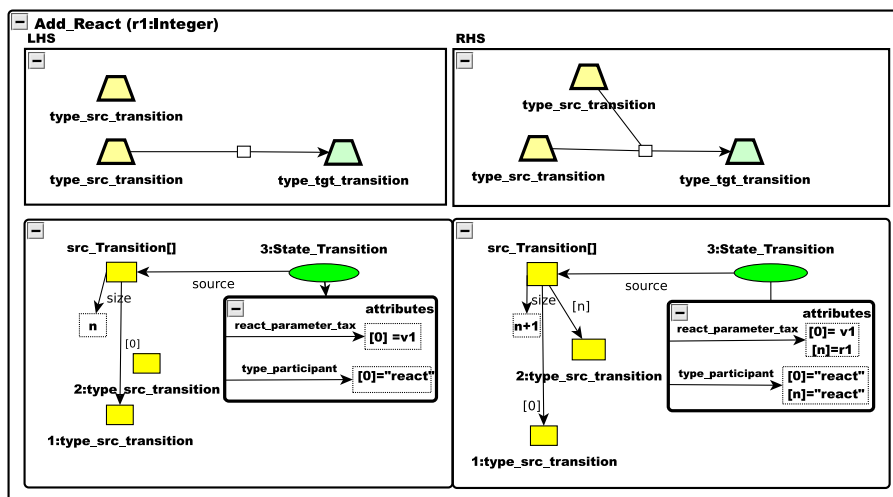 Add_React (r1:Integer)
LHS
RHS
type_src_transition
type_src_transition
type_tgt_transition
type_src_transition
type_src_transition
type_tgt_transition
src_Transition[]
3:State_Transition
source
size
n
[0]
attributes
react_parameter_tax
[0] =v1
type_participant
[0]="react"
2:type_src_transition
1:type_src_transition
src_Transition[]
3:State_Transition
source
size
n+1
[n]
[0]
attributes
react_parameter_tax
[0]= v1
[n]=r1
type_participant
[0]="react"
[n]="react"
2:type_src_transition
1:type_src_transition